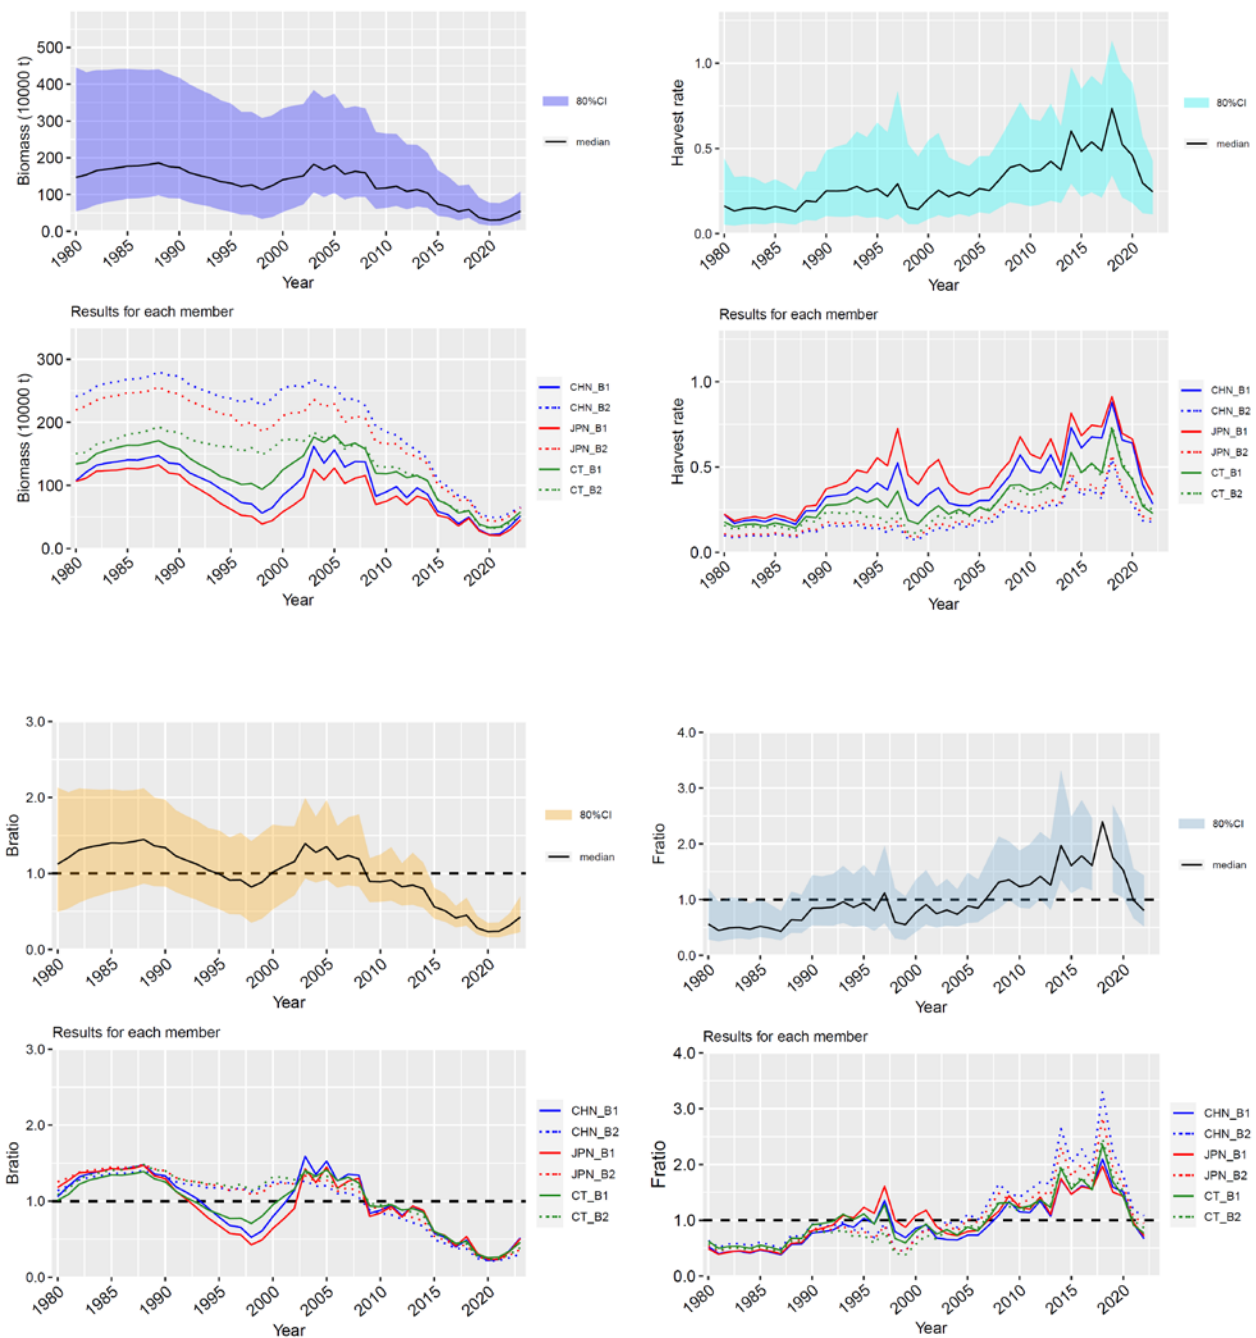 Biomass (10000 t)
500
400
300
200
100
0.0
1980
1985
1990
1995
2000
2005
2010
2015
2020
Year
80%CI
median
Harvest rate
1.0
0.5
0.0
1980
1985
1990
1995
2000
2005
2010
2015
2020
Year
80%CI
median
Results for each member
Biomass (10000 t)
300
200
100
0.0
1980
1985
1990
1995
2000
2005
2010
2015
2020
Year
CHN_B1
CHN_B2
JPN_B1
JPN_B2
CT_B1
CT_B2
Results for each member
Harvest rate
1.0
0.5
0.0
1980
1985
1990
1995
2000
2005
2010
2015
2020
Year
CHN_B1
CHN_B2
JPN_B1
JPN_B2
CT_B1
CT_B2
Bratio
3.0
2.0
1.0
0.0
1980
1985
1990
1995
2000
2005
2010
2015
2020
Year
80%CI
median
Fratio
4.0
3.0
2.0
1.0
0.0
1980
1985
1990
1995
2000
2005
2010
2015
2020
Year
80%CI
median
Results for each member
Bratio
3.0
2.0
1.0
0.0
1980
1985
1990
1995
2000
2005
2010
2015
2020
Year
CHN_B1
CHN_B2
JPN_B1
JPN_B2
CT_B1
CT_B2
Results for each member
Fratio
4.0
3.0
2.0
1.0
0.0
1980
1985
1990
1995
2000
2005
2010
2015
2020
Year
CHN_B1
CHN_B2
JPN_B1
JPN_B2
CT_B1
CT_B2